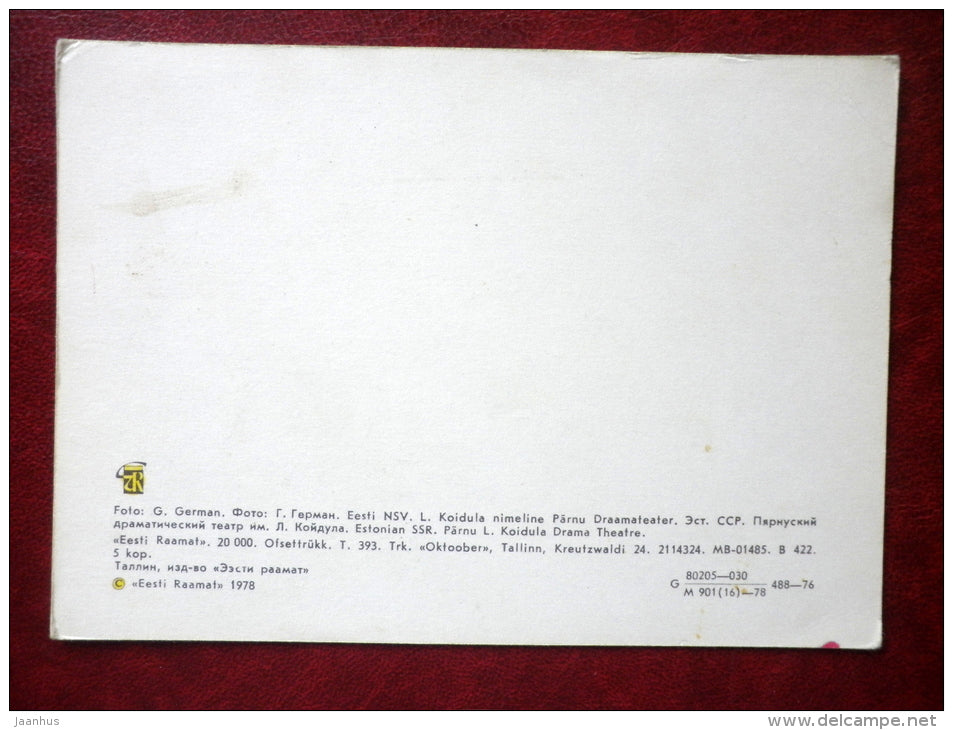 Foto: G. German. Фото: Г. Герман. Eesti NSV. L. Koidula nimeline Pärnu Draamateater. Эст. ССР. Пярнуский
драматический театр им. Л. Койдула. Estonian SSR. Pärnu L. Koidula Drama Theatre.
«Eesti Raamat». 20 000. Ofsettrükk. T. 393. Trk. «Oktoober», Tallinn, Kreutzwaldi 24. 2114324. MB-01485. B 422.
5 kop.
Таллин, изд-во «Ээсти раамат»
© «Eesti Raamat» 1978
G 80205—030
M 901(16)—78 488—76
jaanhus
www.delcampe.net